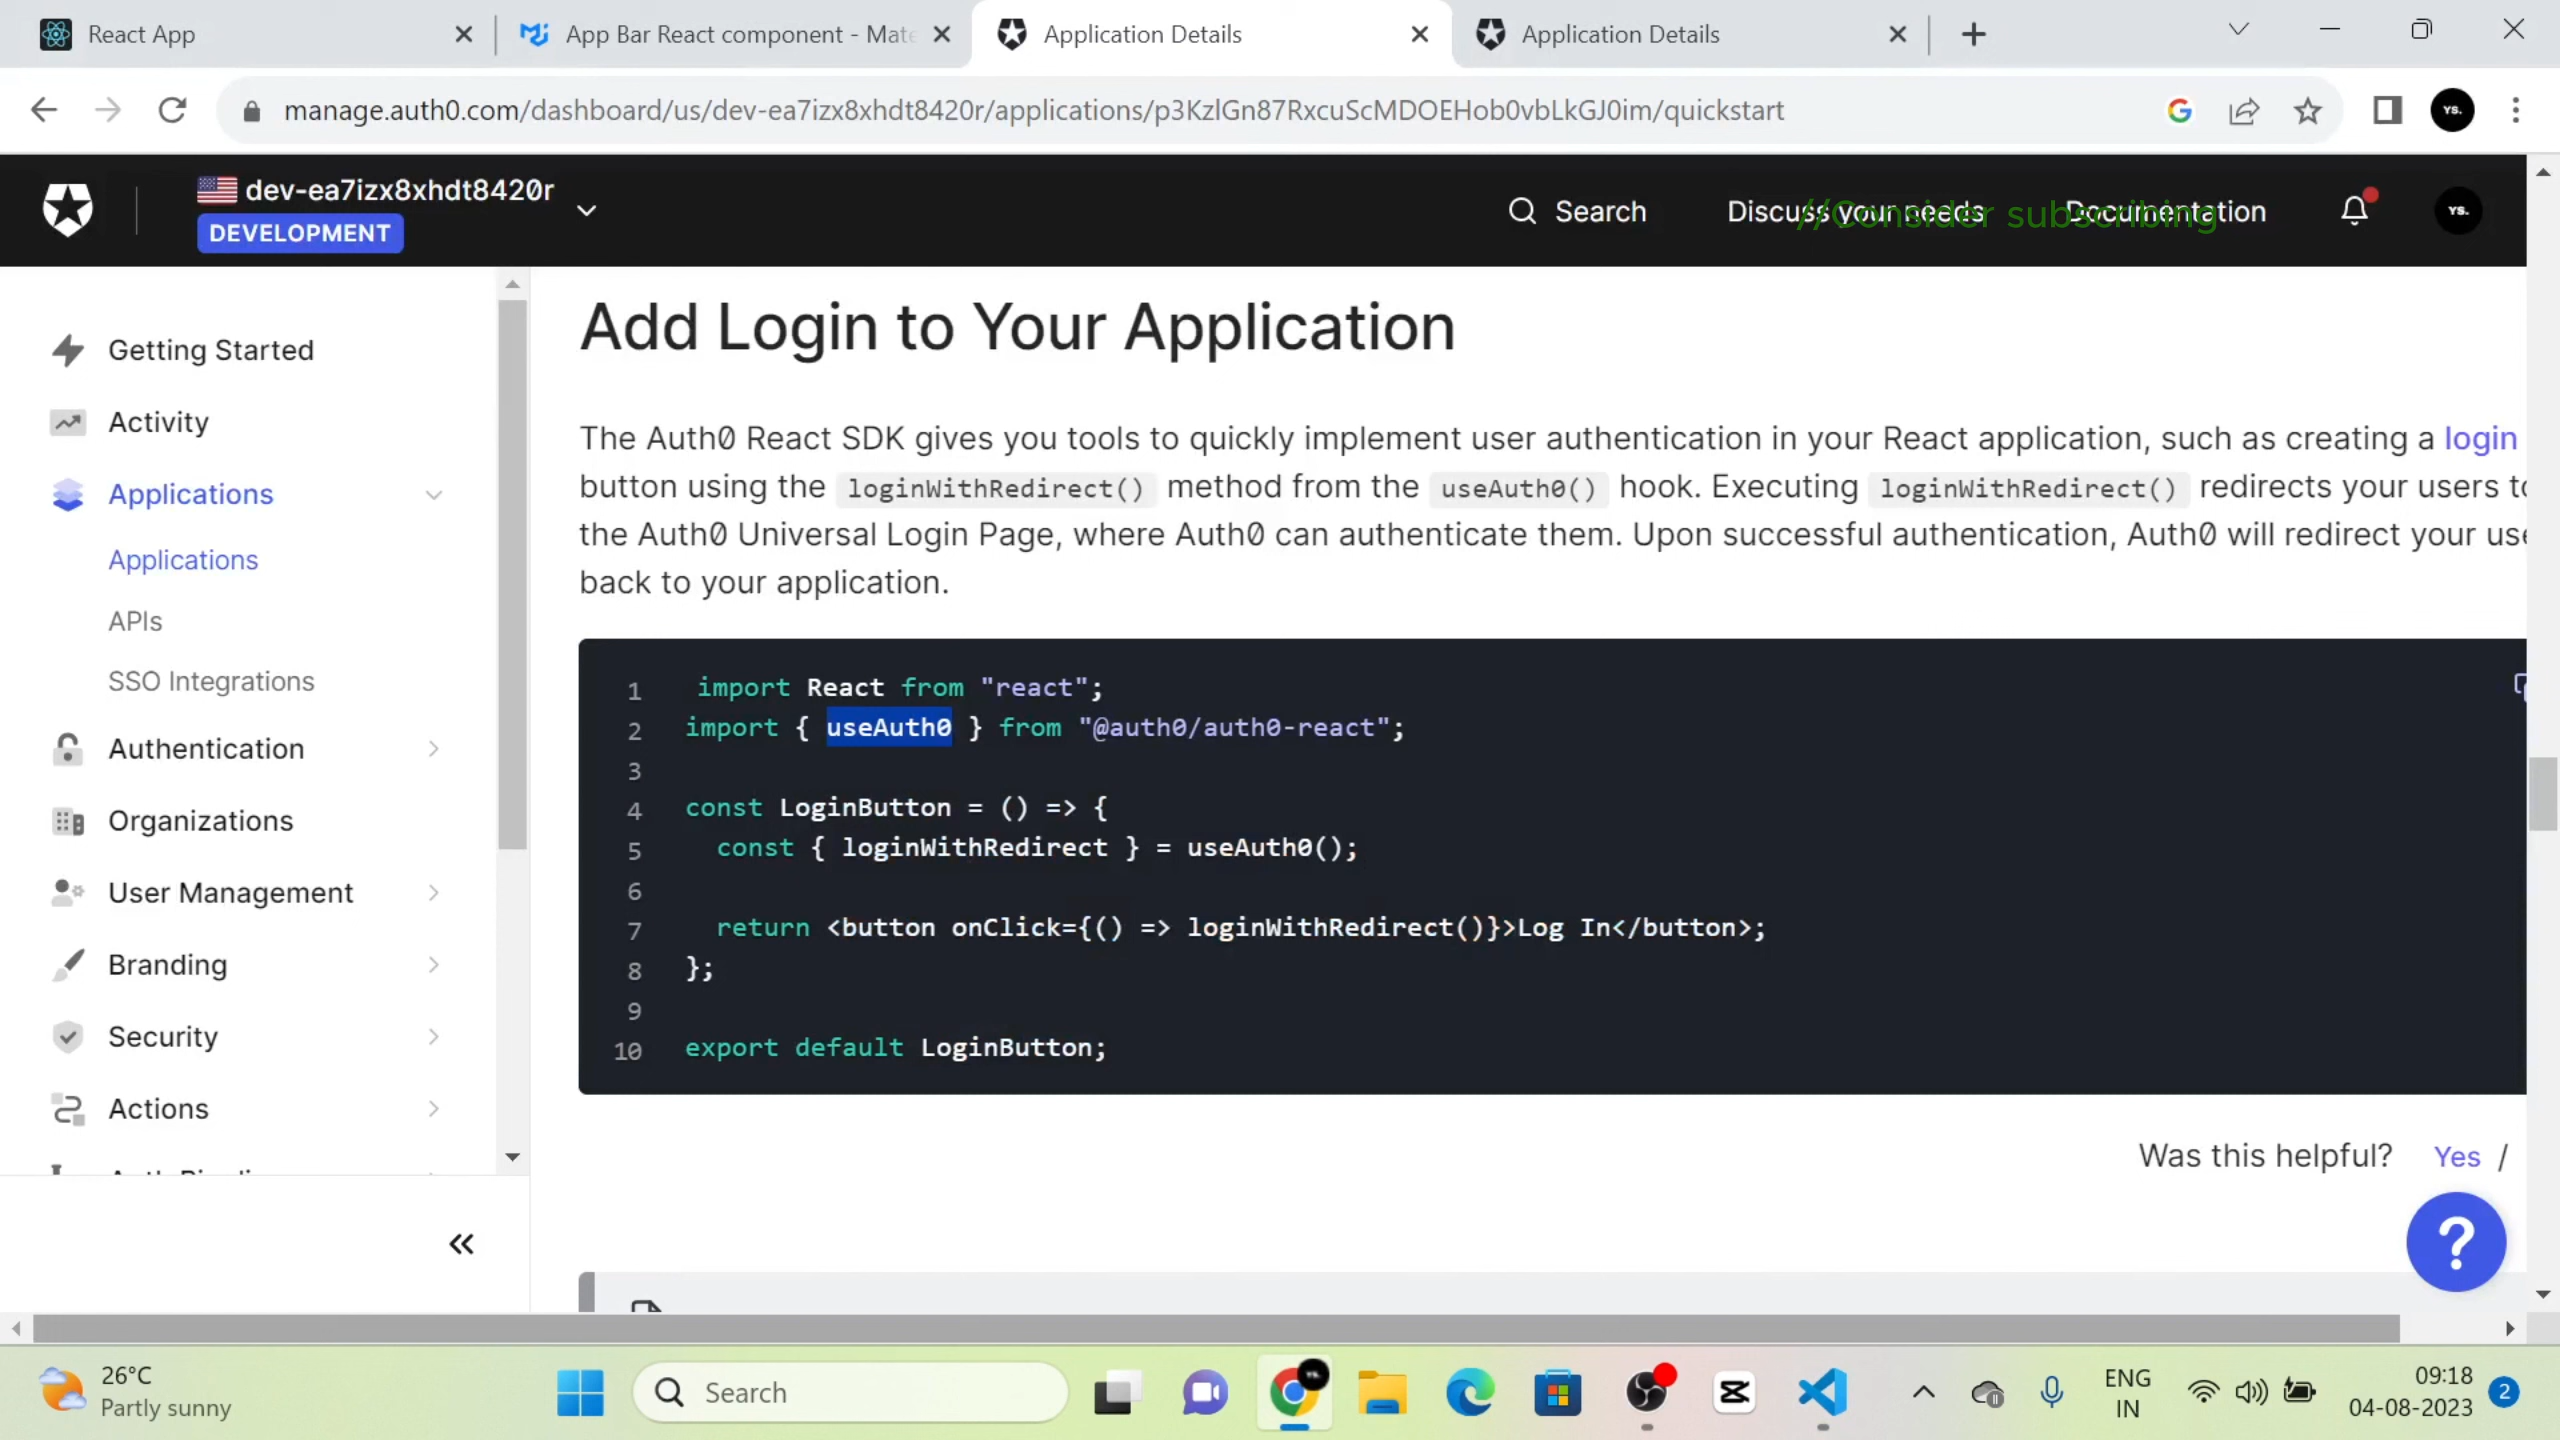 React App
App Bar React component - Mate
Application Details
Application Details
manage.auth0.com/dashboard/us/dev-ea7izx8xhdt8420r/applications/p3KzlGn87RxcuScMDOEHob0vbLkGJ0im/quickstart
YS.
dev-ea7izx8xhdt8420r
DEVELOPMENT
Search
Discuss your needs
Documentation
//Consider subscribing
YS.
Getting Started
Activity
Applications
Applications
APIs
SSO Integrations
Authentication
Organizations
User Management
Branding
Security
Actions
Add Login to Your Application
The Auth0 React SDK gives you tools to quickly implement user authentication in your React application, such as creating a login
button using the loginWithRedirect() method from the useAuth0() hook. Executing loginWithRedirect() redirects your users to
the Auth0 Universal Login Page, where Auth0 can authenticate them. Upon successful authentication, Auth0 will redirect your use
back to your application.
1 import React from "react";
2 import { useAuth0 } from "@auth0/auth0-react";
3
4 const LoginButton = () => {
5 const { loginWithRedirect } = useAuth0();
6
7 return <button onClick={() => loginWithRedirect()}>Log In</button>;
8 };
9
10 export default LoginButton;
Was this helpful? Yes /
?
26°C
Partly sunny
Search
ENG
IN
09:18
04-08-2023
2